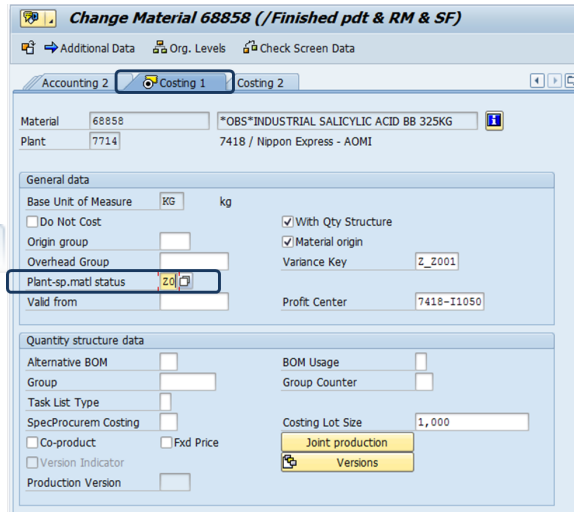 Change Material 68858 (/Finished pdt & RM & SF)
Additional Data Org. Levels Check Screen Data
Accounting 2 Costing 1 Costing 2
Material 68858 *OBS*INDUSTRIAL SALICYLIC ACID BB 325KG
Plant 7714 7418 / Nippon Express - AOMI
General data
Base Unit of Measure KG kg
Do Not Cost With Qty Structure
Origin group Material origin
Overhead Group Variance Key Z_Z001
Plant-sp.matl status Z0
Valid from Profit Center 7418-I1050
Quantity structure data
Alternative BOM BOM Usage
Group Group Counter
Task List Type
SpecProcurem Costing Costing Lot Size 1,000
Co-product Fxd Price Joint production
Version Indicator Versions
Production Version